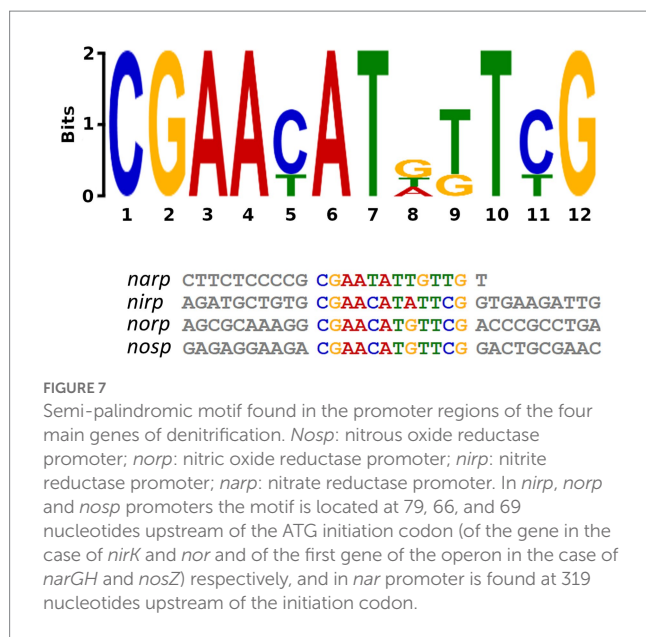 2
Bits
1
0
CGAACATGTTCG
TTGT
A
1 2 3 4 5 6 7 8 9 10 11 12
narp CTTCTCCCCG CGAATATTGTTG T
nirp AGATGCTGTG CGAACATATTCG GTGAAGATTG
norp AGCGCAAAGG CGAACATGTTCG ACCCGCCTGA
nosp GAGAGGAAGA CGAACATGTTCG GACTGCGAAC
FIGURE 7
Semi-palindromic motif found in the promoter regions of the four
main genes of denitrification. Nosp: nitrous oxide reductase
promoter; norp: nitric oxide reductase promoter; nirp: nitrite
reductase promoter; narp: nitrate reductase promoter. In nirp, norp
and nosp promoters the motif is located at 79, 66, and 69
nucleotides upstream of the ATG initiation codon (of the gene in the
case of nirK and nor and of the first gene of the operon in the case of
narGH and nosZ) respectively, and in nar promoter is found at 319
nucleotides upstream of the initiation codon.